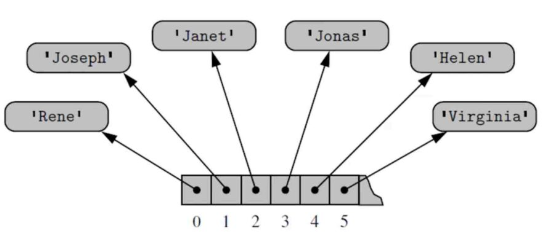 'Janet' 'Jonas'
'Joseph' 'Helen'
'Rene' 'Virginia'
0 1 2 3 4 5